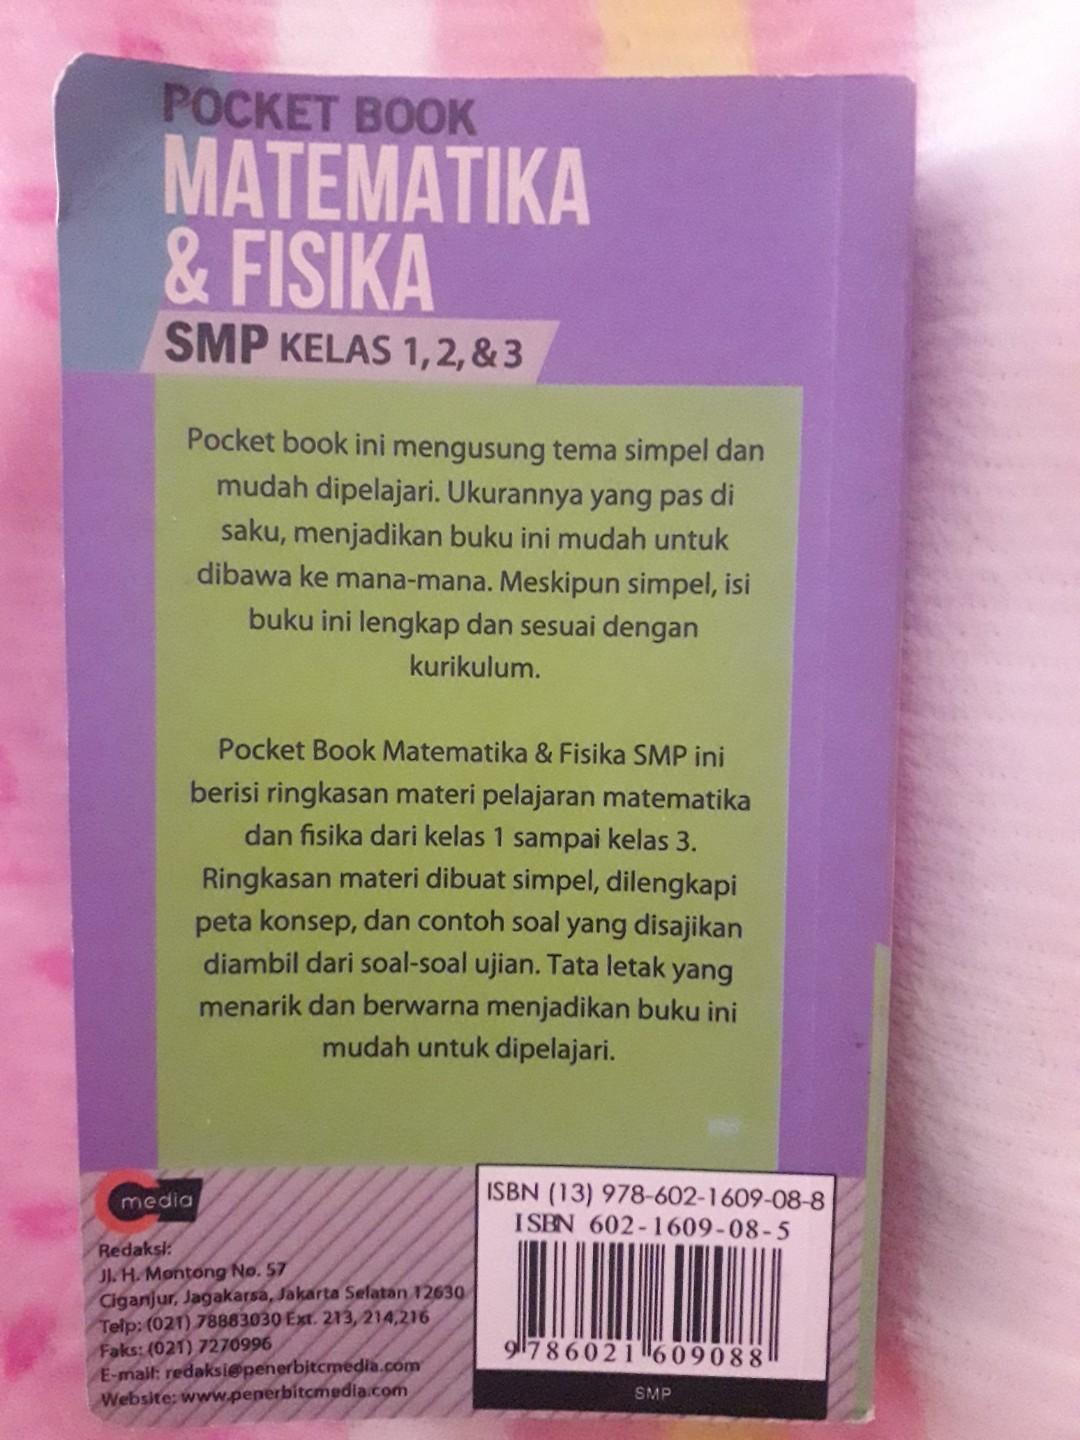 POCKET BOOK
MATEMATIKA
& FISIKA
SMP KELAS 1, 2, & 3
Pocket book ini mengusung tema simpel dan
mudah dipelajari. Ukurannya yang pas di
saku, menjadikan buku ini mudah untuk
dibawa ke mana-mana. Meskipun simpel, isi
buku ini lengkap dan sesuai dengan
kurikulum.
Pocket Book Matematika & Fisika SMP ini
berisi ringkasan materi pelajaran matematika
dan fisika dari kelas 1 sampai kelas 3.
Ringkasan materi dibuat simpel, dilengkapi
peta konsep, dan contoh soal yang disajikan
diambil dari soal-soal ujian. Tata letak yang
menarik dan berwarna menjadikan buku ini
mudah untuk dipelajari.
C media
Redaksi:
Jl. H. Montong No. 57
Ciganjur, Jagakarsa, Jakarta Selatan 12630
Telp: (021) 78883030 Ext. 213, 214,216
Faks: (021) 7270996
E-mail: redaksi@penerbitcmedia.com
Website: www.penerbitcmedia.com
ISBN (13) 978-602-1609-08-8
ISBN 602-1609-08-5
9 786021 609088
SMP